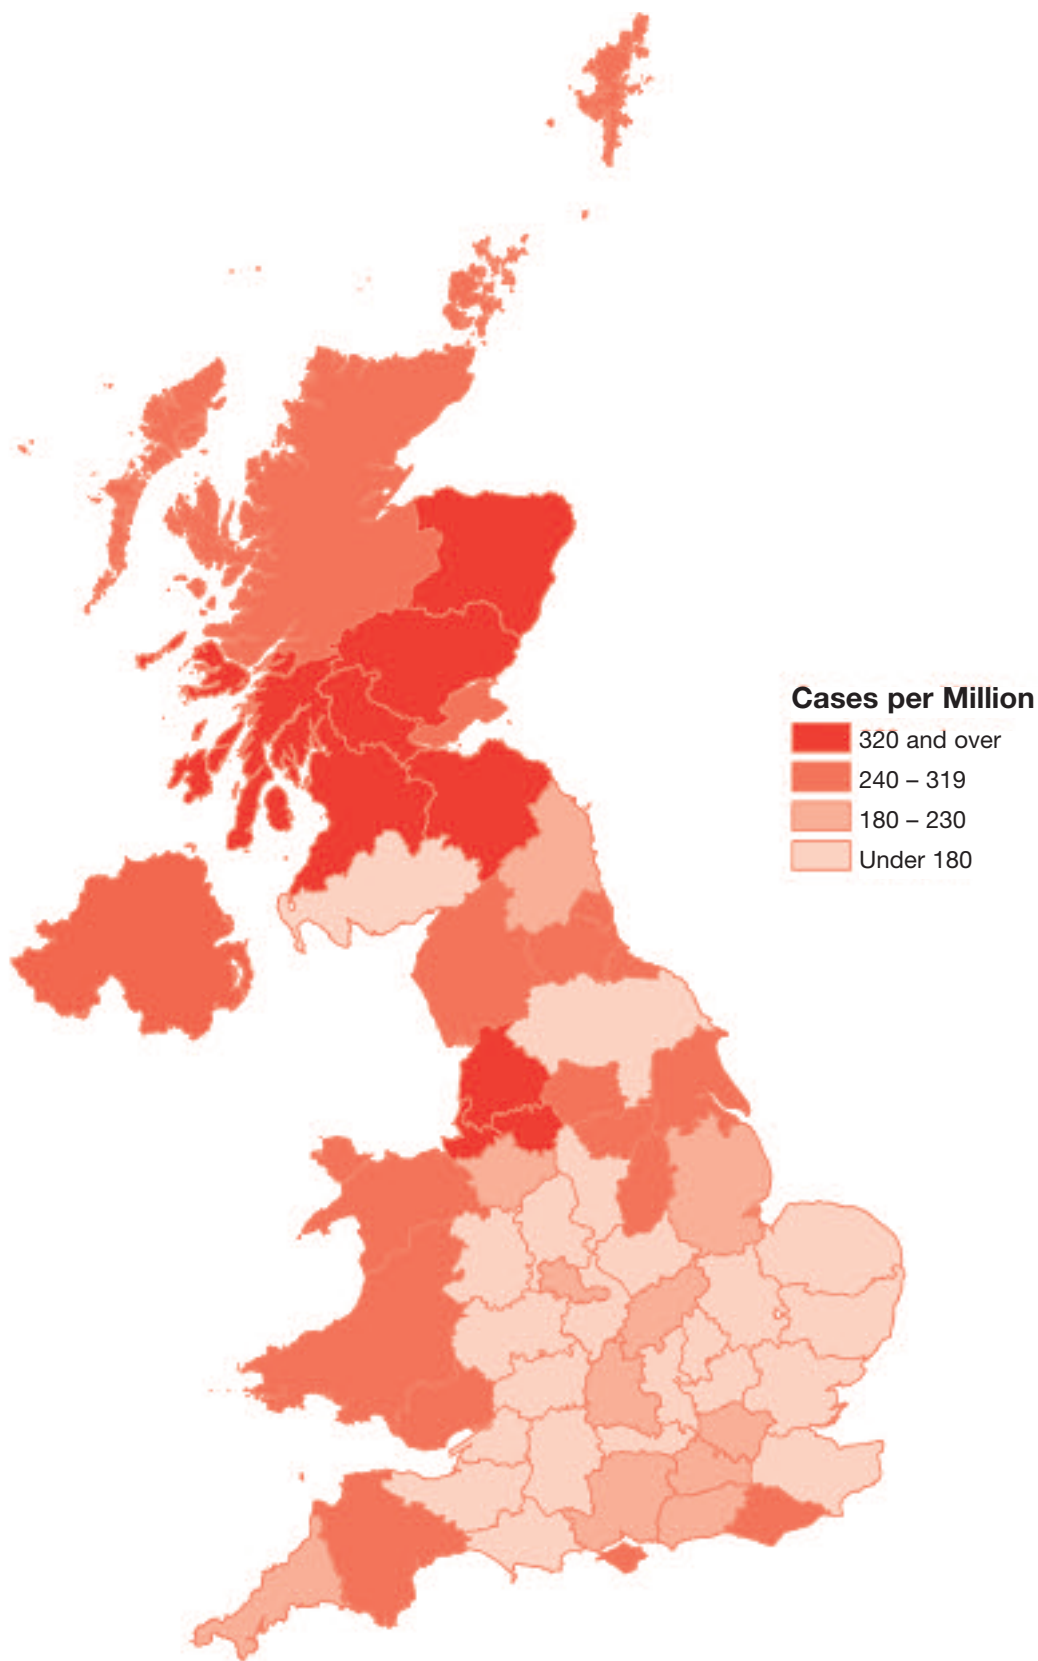 Cases per Million
320 and over
240 – 319
180 – 230
Under 180